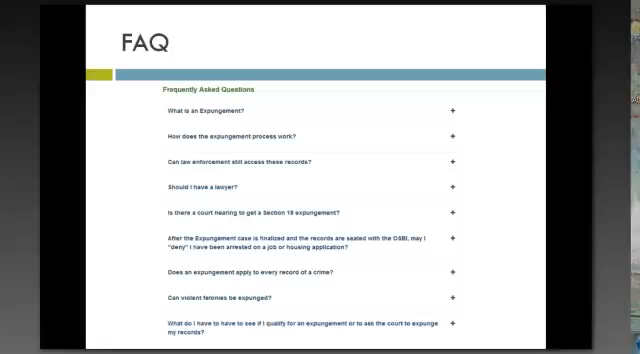 FAQ
Frequently Asked Questions
What is an Expungement?
How does the expungement process work?
Can law enforcement still access these records?
Should I have a lawyer?
Is there a court hearing to get a Section 18 expungement?
After the Expungement case is finalized and the records are sealed with the OSBI, may I
"deny" I have been arrested on a job or housing application?
Does an expungement apply to every record of a crime?
Can violent felonies be expunged?
What do I have to have to see if I qualify for an expungement or to ask the court to expunge
my records?